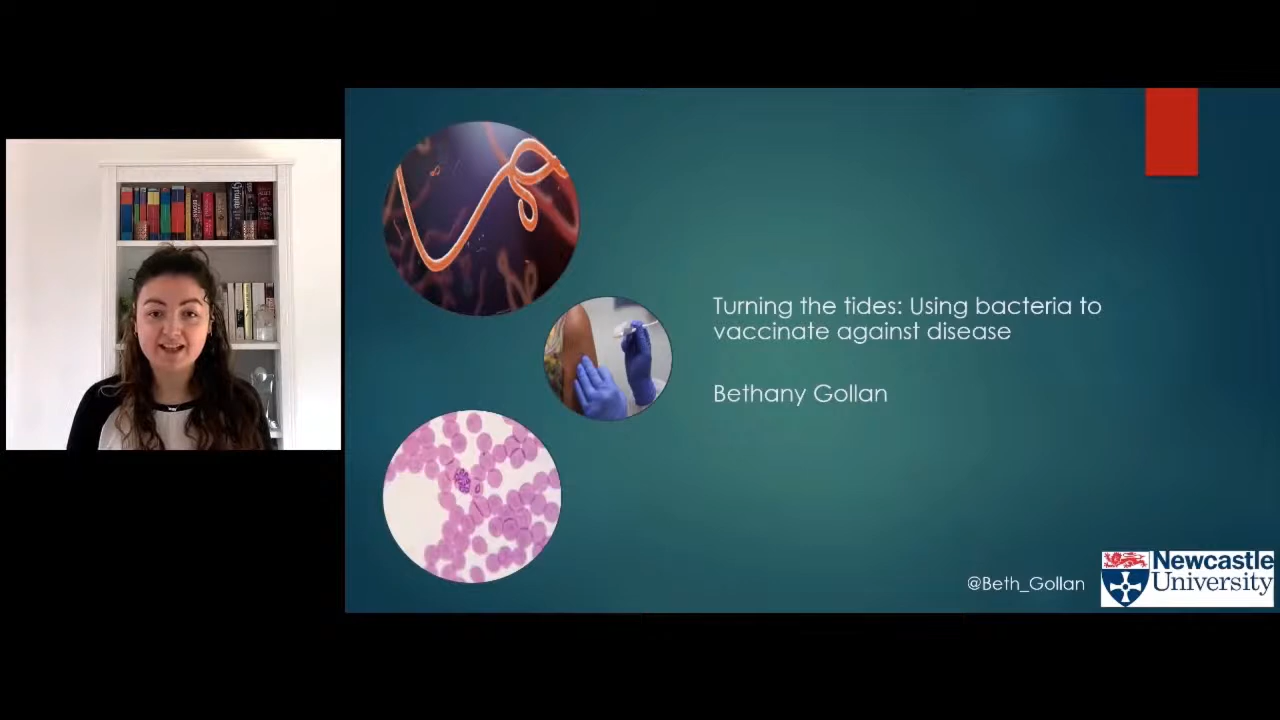 Turning the tides: Using bacteria to
vaccinate against disease
Bethany Gollan
@Beth_Gollan
Newcastle
University